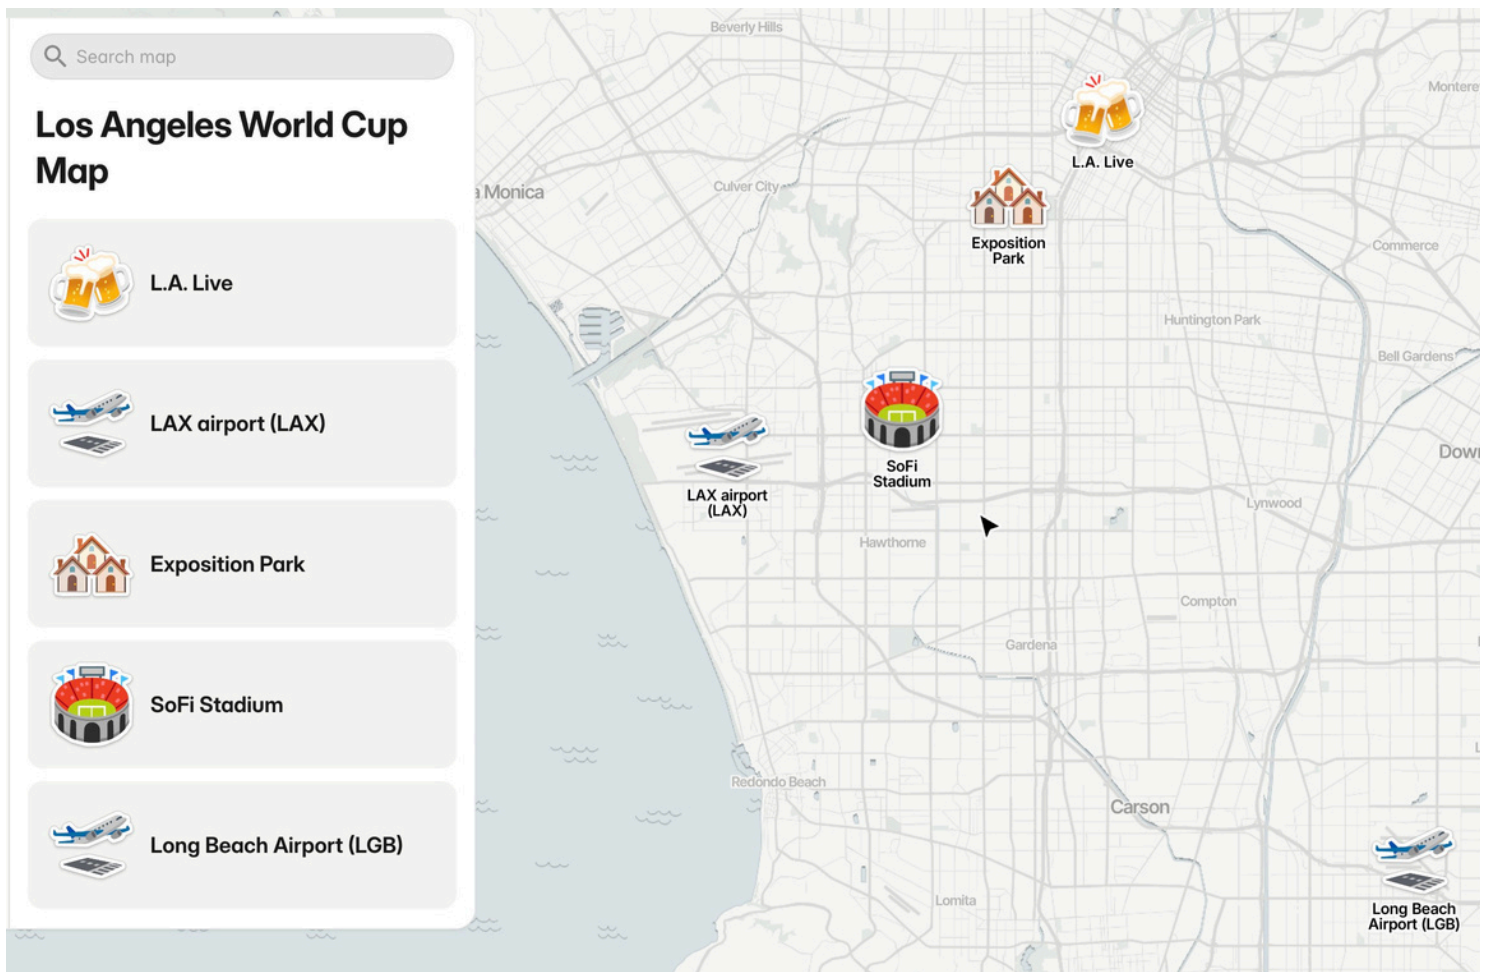 Search map
Los Angeles World Cup
Map
L.A. Live
LAX airport (LAX)
Exposition Park
SoFi Stadium
Long Beach Airport (LGB)
Beverly Hills
Montere
L.A. Live
a Monica
Culver City
Exposition
Park
Commerce
Huntington Park
Bell Gardens
SoFi
Stadium
LAX airport
(LAX)
Dow
Lynwood
Hawthorne
Compton
Gardena
L
Redondo Beach
Carson
Lomita
Long Beach
Airport (LGB)